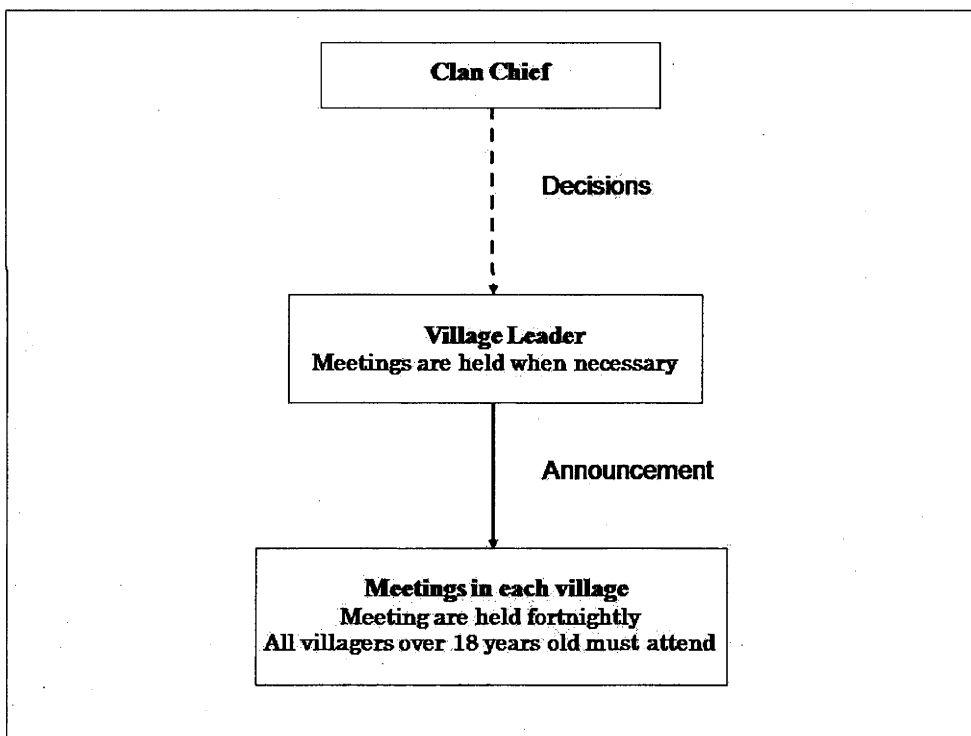 Clan Chief
Decisions
Village Leader
Meetings are held when necessary
Announcement
Meetings in each village
Meeting are held fortnightly
All villagers over 18 years old must attend